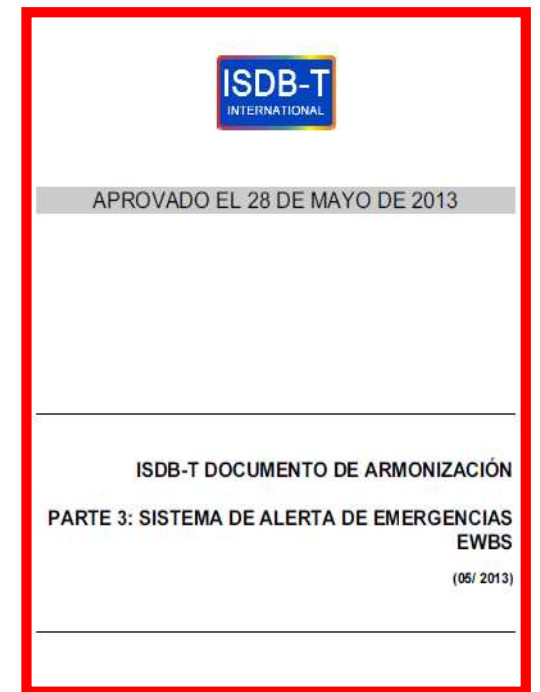 ISDB-T
INTERNATIONAL
APROVADO EL 28 DE MAYO DE 2013
ISDB-T DOCUMENTO DE ARMONIZACIÓN
PARTE 3: SISTEMA DE ALERTA DE EMERGENCIAS
EWBS
(05/ 2013)